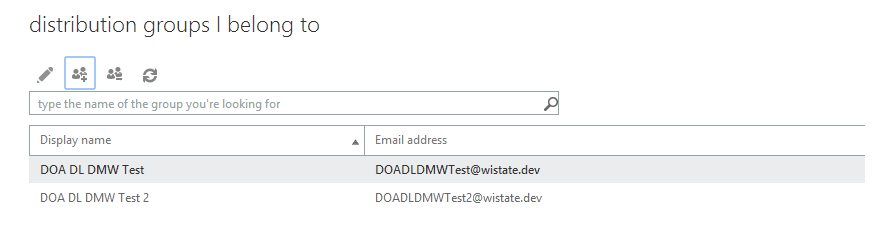 distribution groups I belong to
type the name of the group you're looking for
Display name Email address
DOA DL DMW Test DOADLDMWTest@wistate.dev
DOA DL DMW Test 2 DOADLDMWTest2@wistate.dev